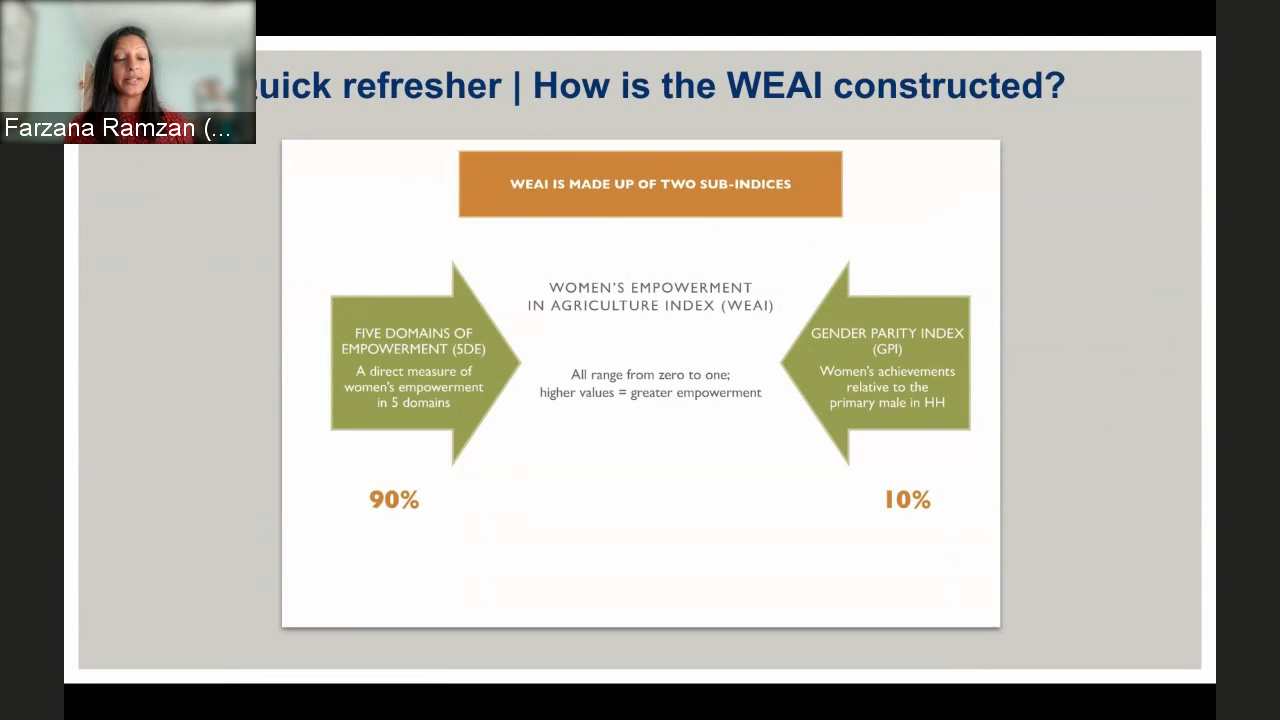 uick refresher | How is the WEAI constructed?
Farzana Ramzan (...
WEAI IS MADE UP OF TWO SUB-INDICES
WOMEN'S EMPOWERMENT
IN AGRICULTURE INDEX (WEAI)
All range from zero to one;
higher values = greater empowerment
FIVE DOMAINS OF
EMPOWERMENT (5DE)
A direct measure of
women's empowerment
in 5 domains
90%
GENDER PARITY INDEX
(GPI)
Women's achievements
relative to the
primary male in HH
10%